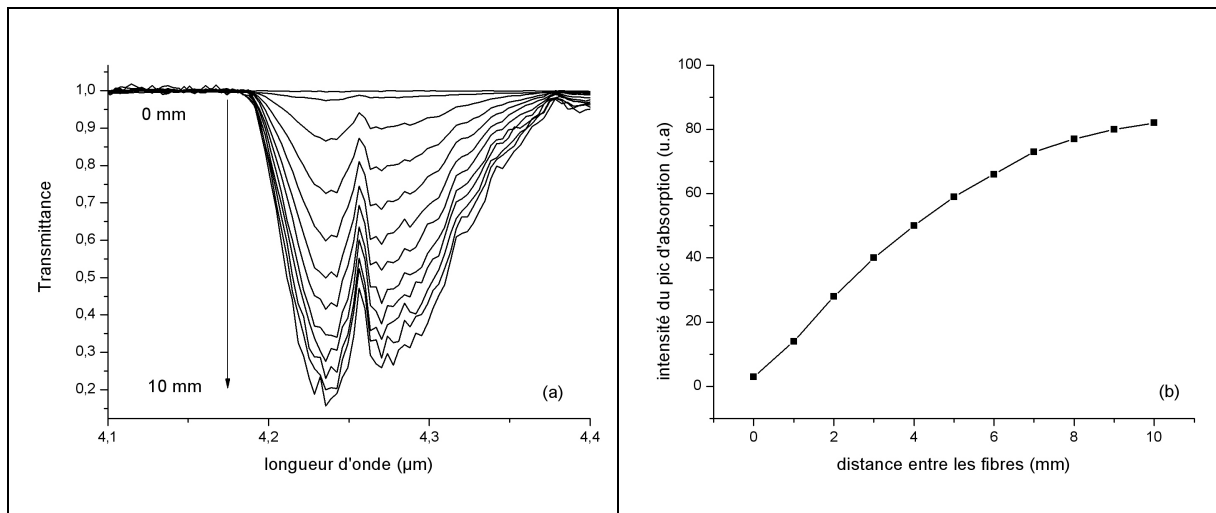 1,0
0,9
0,8
0,7
0,6
0,5
0,4
0,3
0,2
Transmittance
0 mm
10 mm
(a)
4,1 4,2 4,3 4,4
longueur d'onde (µm)
100
80
60
40
20
0
intensité du pic d'absorption (u.a)
(b)
0 2 4 6 8 10
distance entre les fibres (mm)